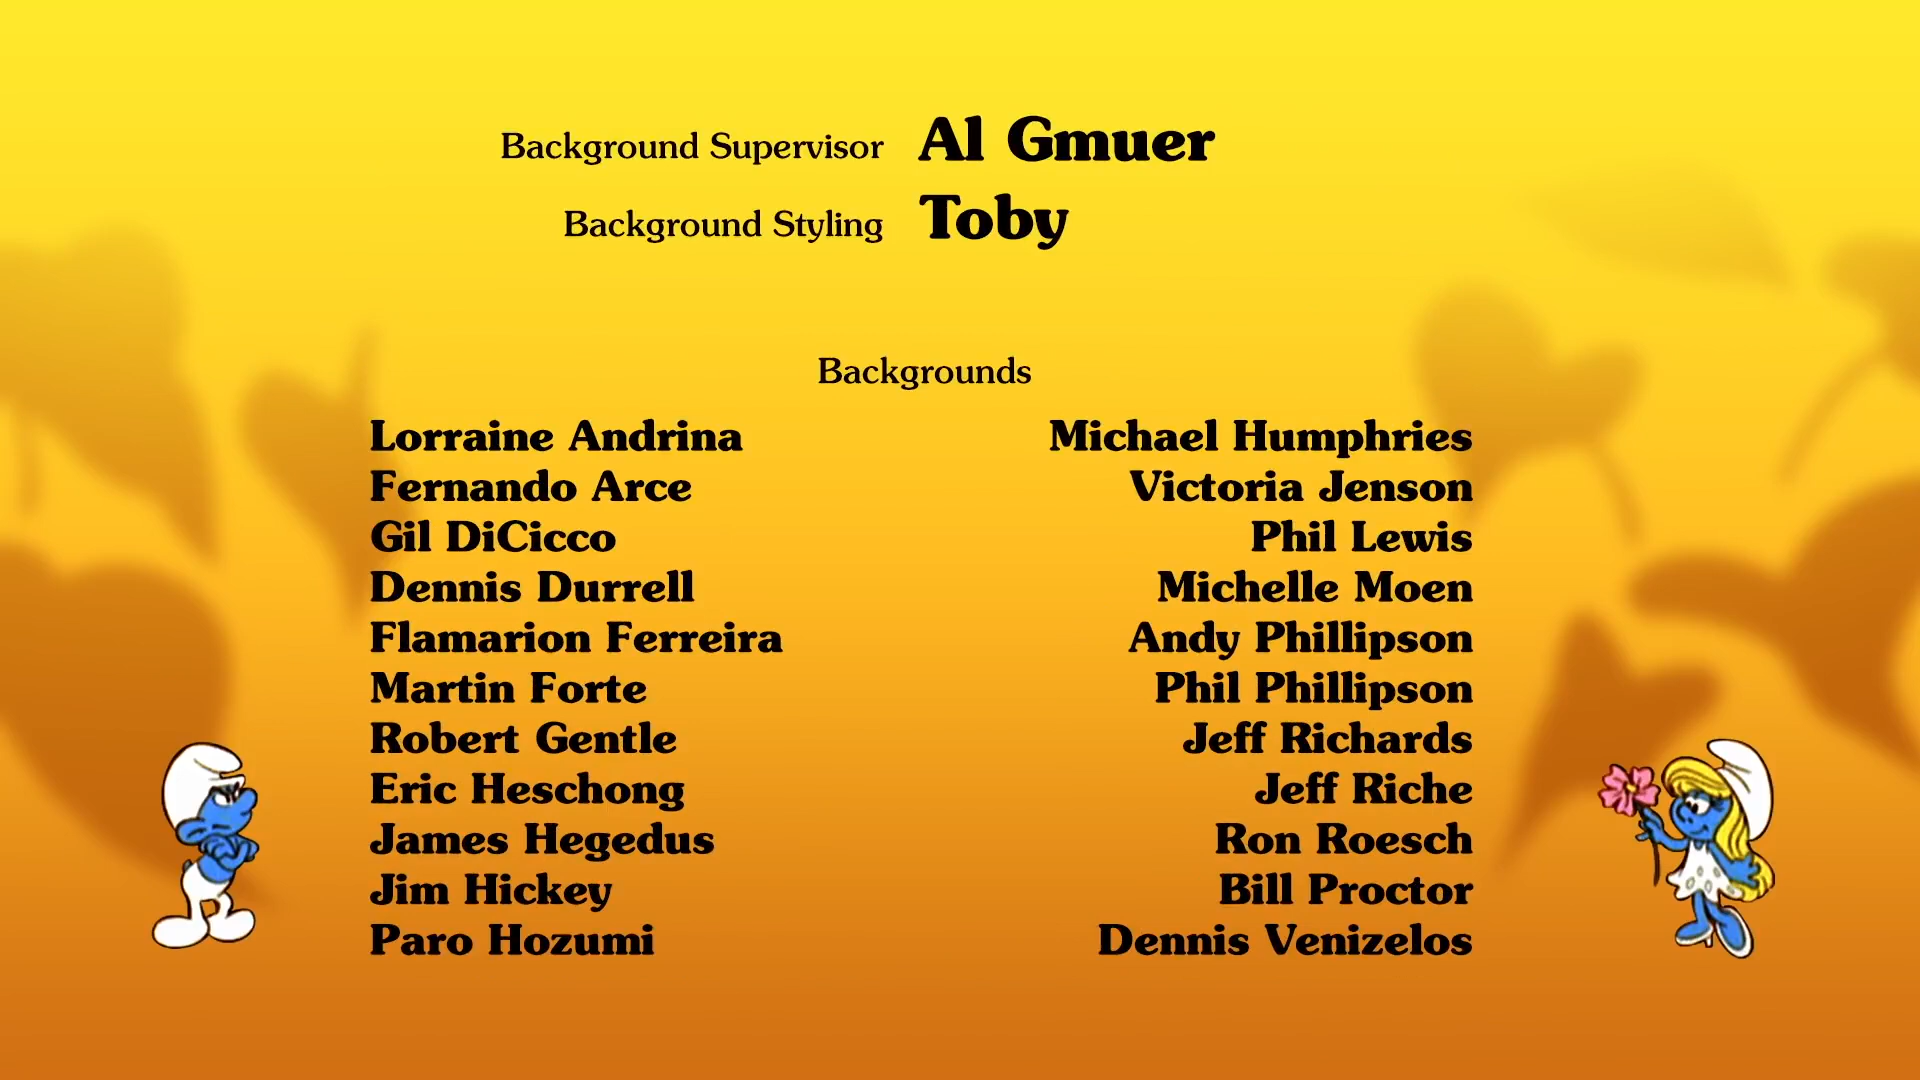 Background Supervisor Al Gmuer
Background Styling Toby
Backgrounds
Lorraine Andrina
Fernando Arce
Gil DiCicco
Dennis Durrell
Flamarion Ferreira
Martin Forte
Robert Gentle
Eric Heschong
James Hegedus
Jim Hickey
Paro Hozumi
Michael Humphries
Victoria Jenson
Phil Lewis
Michelle Moen
Andy Phillipson
Phil Phillipson
Jeff Richards
Jeff Riche
Ron Roesch
Bill Proctor
Dennis Venizelos